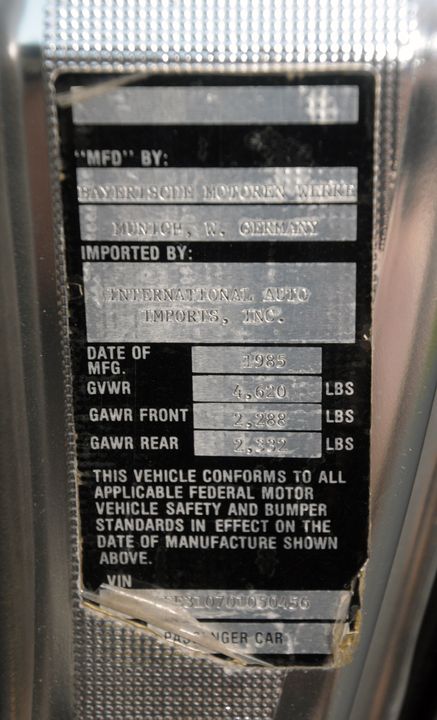 "MFD" BY:
BAYERISCHE MOTOREN WERKE
MUNICH, W. GERMANY
IMPORTED BY:
INTERNATIONAL AUTO
IMPORTS, INC.
DATE OF MFG. 1985
GVWR 4,620 LBS
GAWR FRONT 2,288 LBS
GAWR REAR 2,332 LBS
THIS VEHICLE CONFORMS TO ALL
APPLICABLE FEDERAL MOTOR
VEHICLE SAFETY AND BUMPER
STANDARDS IN EFFECT ON THE
DATE OF MANUFACTURE SHOWN
ABOVE.
VIN
PASSENGER CAR